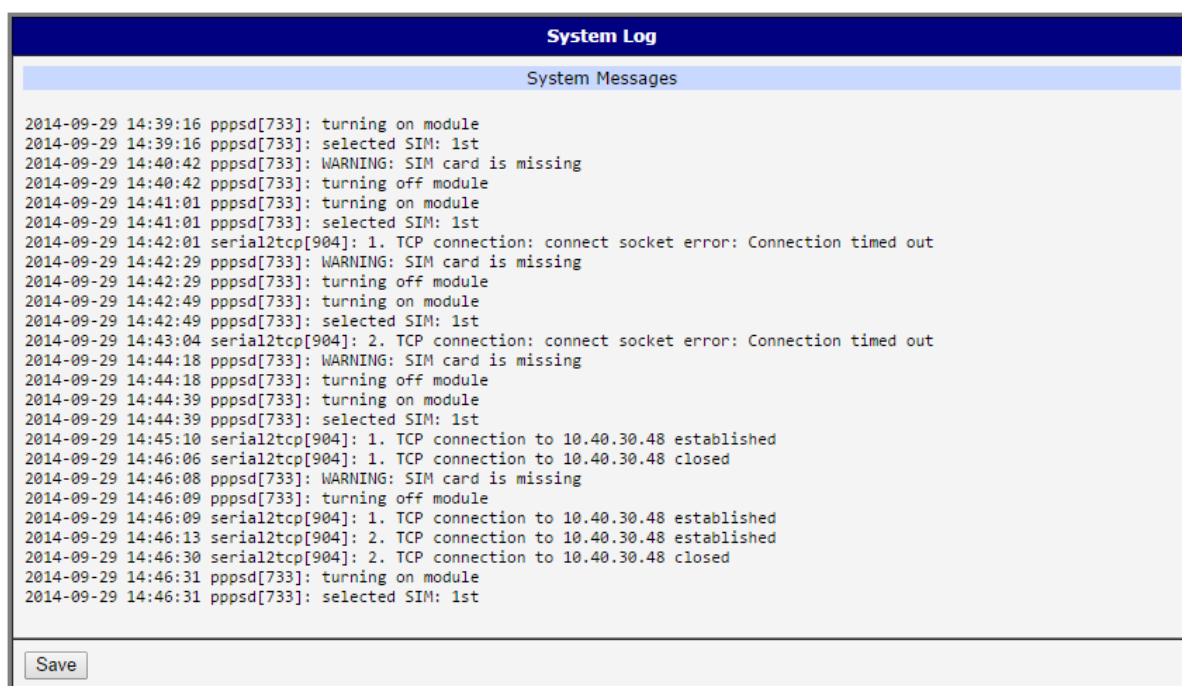 System Log
System Messages
2014-09-29 14:39:16 pppsd[733]: turning on module
2014-09-29 14:39:16 pppsd[733]: selected SIM: 1st
2014-09-29 14:40:42 pppsd[733]: WARNING: SIM card is missing
2014-09-29 14:40:42 pppsd[733]: turning off module
2014-09-29 14:41:01 pppsd[733]: turning on module
2014-09-29 14:41:01 pppsd[733]: selected SIM: 1st
2014-09-29 14:42:01 serial2tcp[904]: 1. TCP connection: connect socket error: Connection timed out
2014-09-29 14:42:29 pppsd[733]: WARNING: SIM card is missing
2014-09-29 14:42:29 pppsd[733]: turning off module
2014-09-29 14:42:49 pppsd[733]: turning on module
2014-09-29 14:42:49 pppsd[733]: selected SIM: 1st
2014-09-29 14:43:04 serial2tcp[904]: 2. TCP connection: connect socket error: Connection timed out
2014-09-29 14:44:18 pppsd[733]: WARNING: SIM card is missing
2014-09-29 14:44:18 pppsd[733]: turning off module
2014-09-29 14:44:39 pppsd[733]: turning on module
2014-09-29 14:44:39 pppsd[733]: selected SIM: 1st
2014-09-29 14:45:10 serial2tcp[904]: 1. TCP connection to 10.40.30.48 established
2014-09-29 14:46:06 serial2tcp[904]: 1. TCP connection to 10.40.30.48 closed
2014-09-29 14:46:08 pppsd[733]: WARNING: SIM card is missing
2014-09-29 14:46:09 pppsd[733]: turning off module
2014-09-29 14:46:09 serial2tcp[904]: 1. TCP connection to 10.40.30.48 established
2014-09-29 14:46:13 serial2tcp[904]: 2. TCP connection to 10.40.30.48 established
2014-09-29 14:46:30 serial2tcp[904]: 2. TCP connection to 10.40.30.48 closed
2014-09-29 14:46:31 pppsd[733]: turning on module
2014-09-29 14:46:31 pppsd[733]: selected SIM: 1st
Save